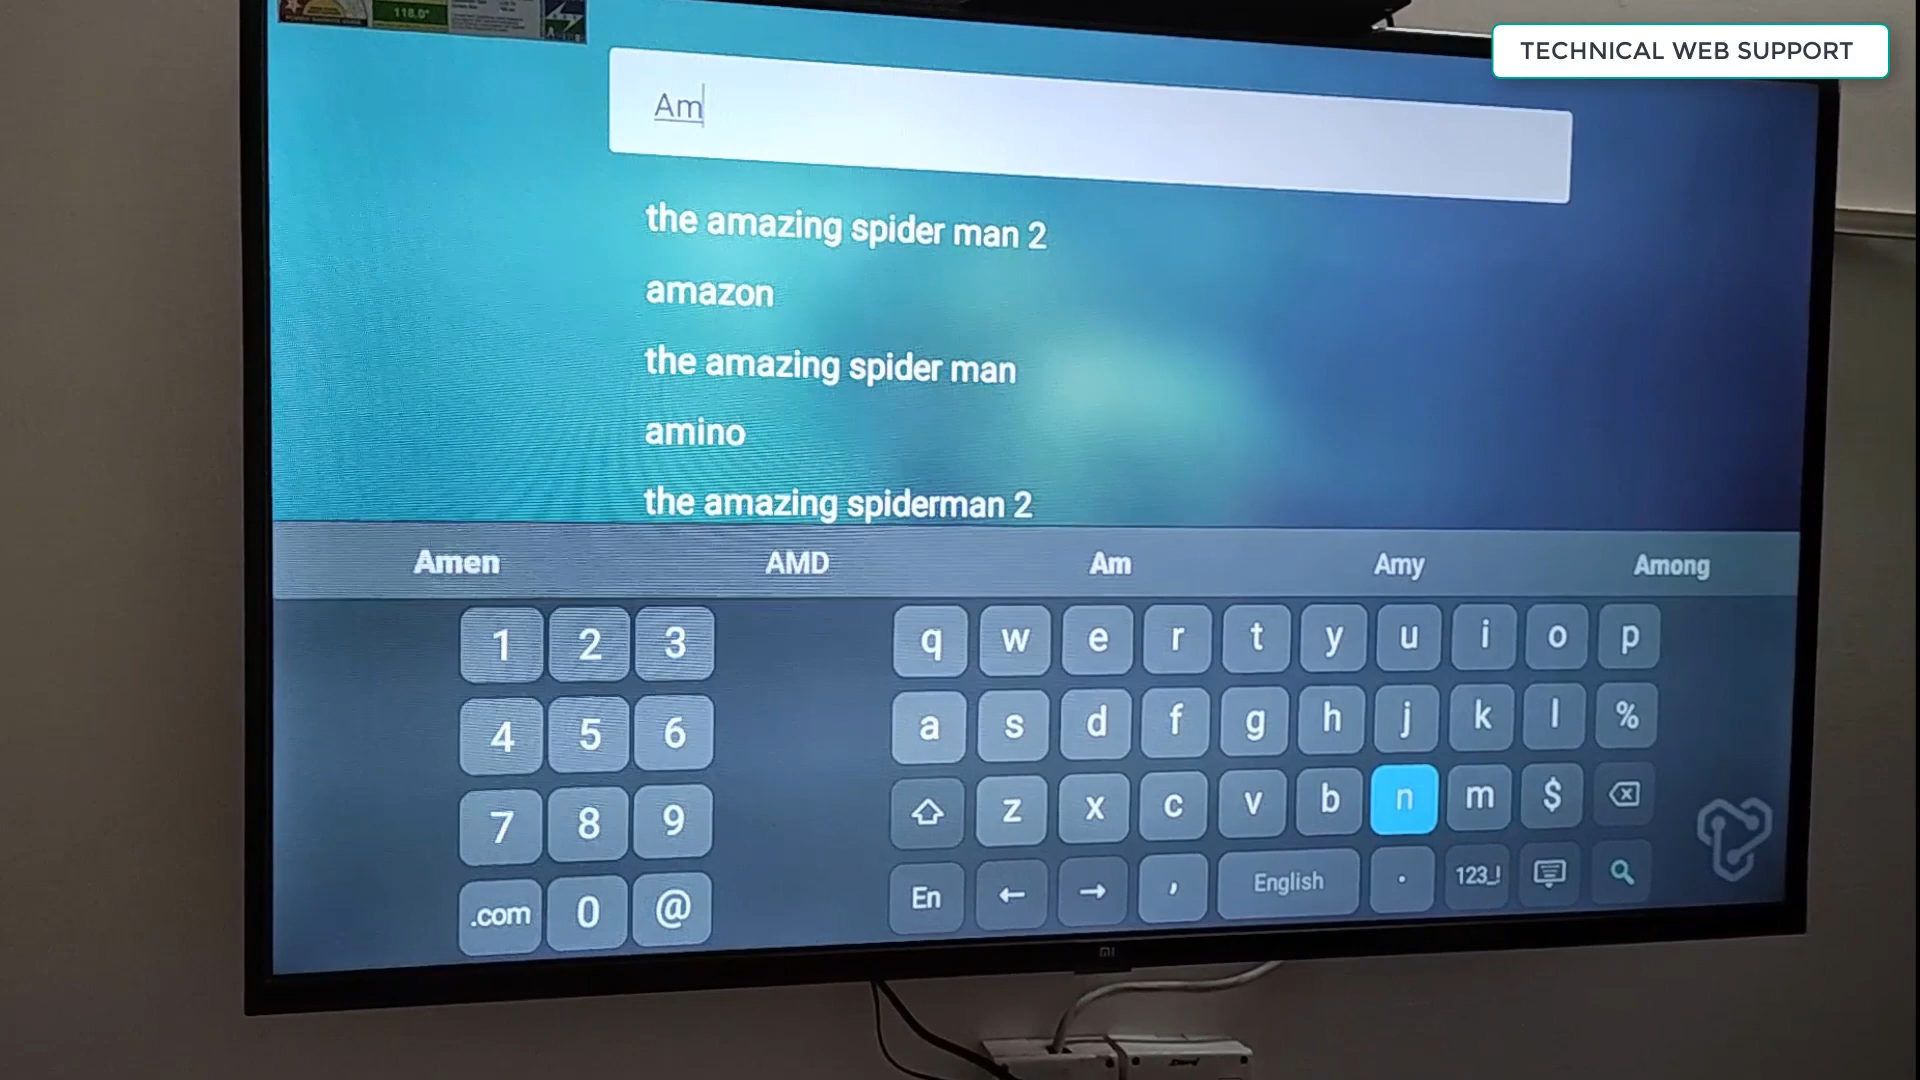 118.0*
TECHNICAL WEB SUPPORT
Am
the amazing spider man 2
amazon
the amazing spider man
amino
the amazing spiderman 2
Amen AMD Am Amy Among
1 2 3 q w e r t y u i o p
4 5 6 a s d f g h j k l %
7 8 9 z x c v b n m $
.com 0 @ En ← → , English . 123_!
mi